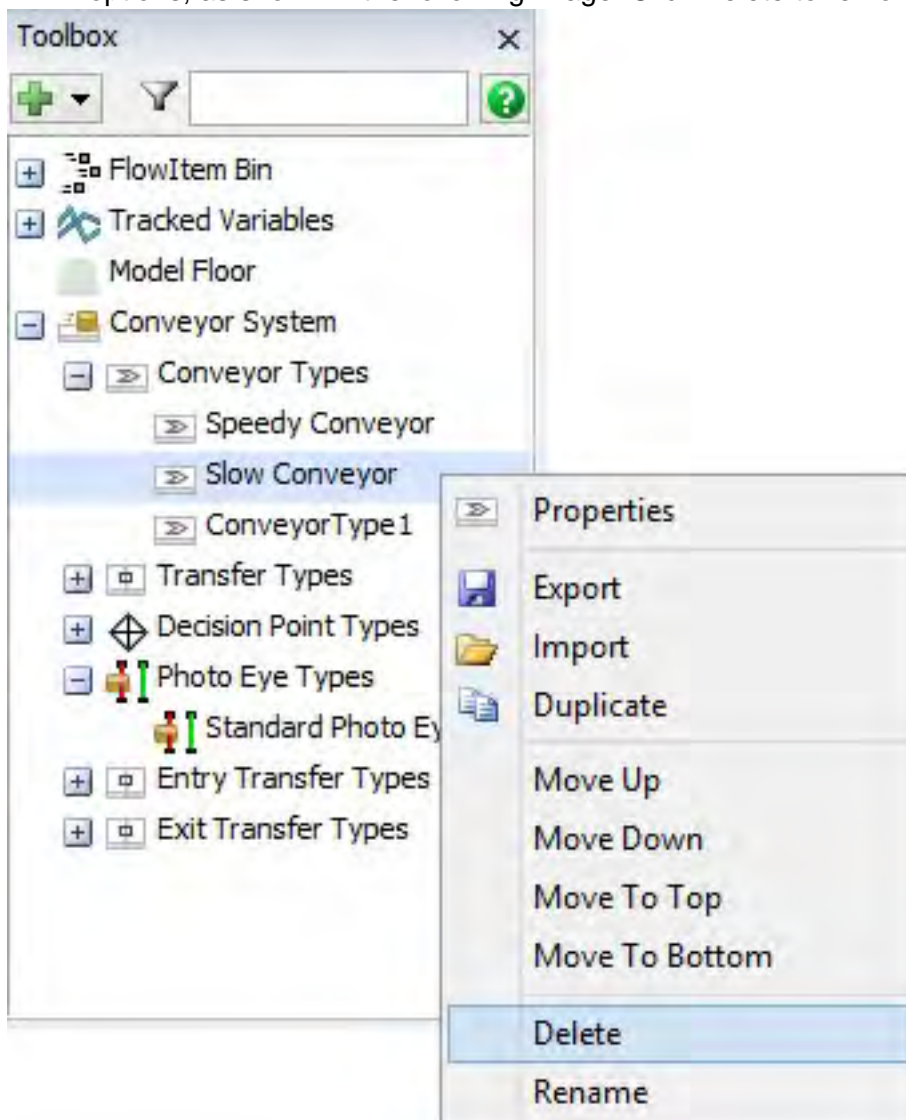 Toolbox
FlowItem Bin
Tracked Variables
Model Floor
Conveyor System
Conveyor Types
Speedy Conveyor
Slow Conveyor
ConveyorType1
Transfer Types
Decision Point Types
Photo Eye Types
Standard Photo Ey
Entry Transfer Types
Exit Transfer Types
Properties
Export
Import
Duplicate
Move Up
Move Down
Move To Top
Move To Bottom
Delete
Rename